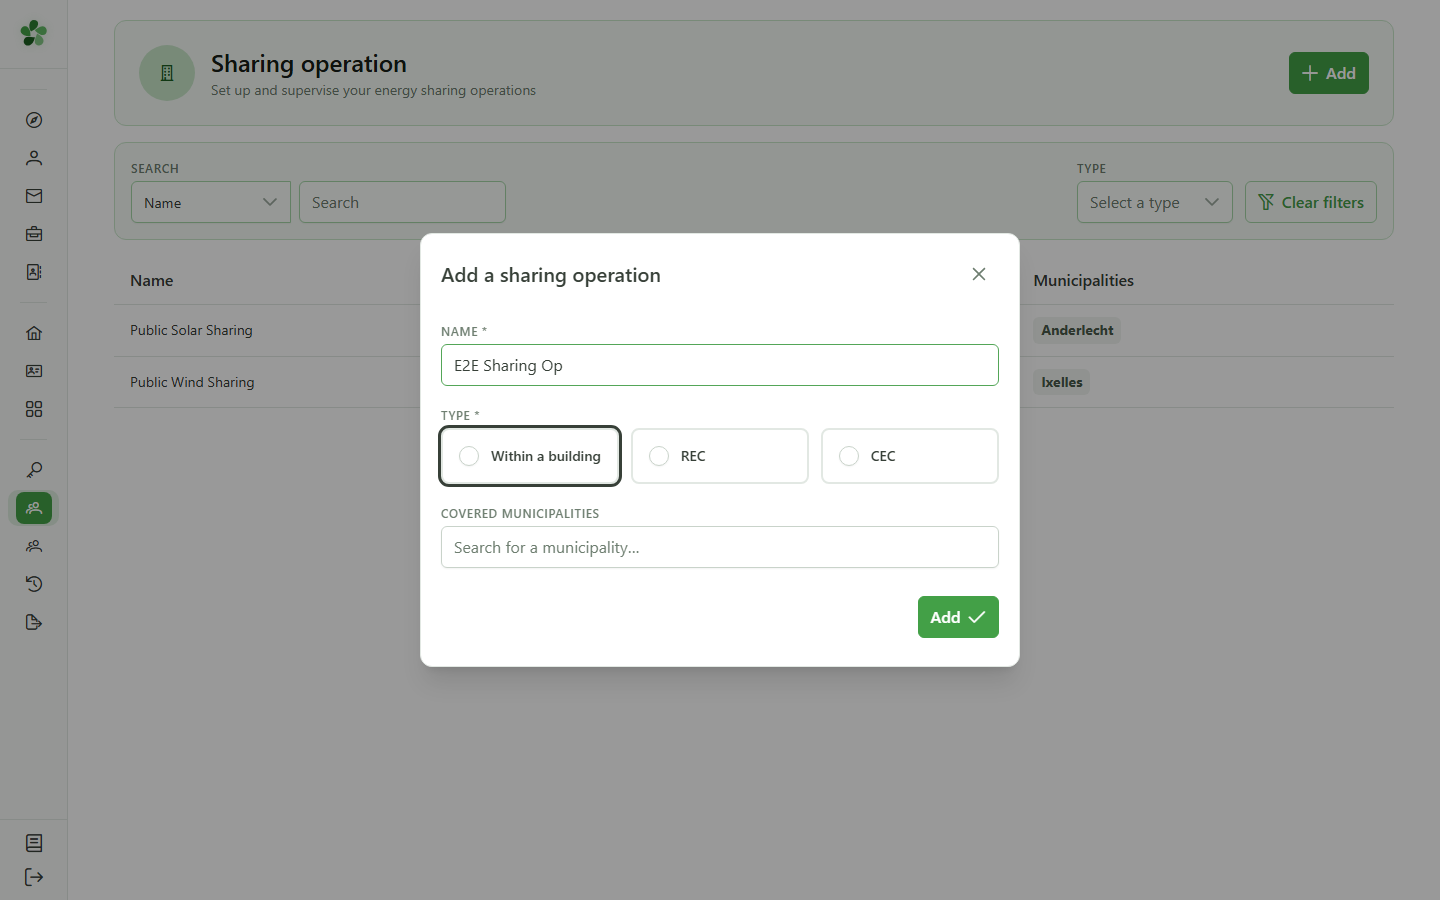 Sharing operation
Set up and supervise your energy sharing operations
Add
SEARCH
TYPE
Name
Search
Select a type
Clear filters
Name
Municipalities
Public Solar Sharing
Anderlecht
Public Wind Sharing
Ixelles
Add a sharing operation
NAME *
E2E Sharing Op
TYPE *
Within a building
REC
CEC
COVERED MUNICIPALITIES
Search for a municipality...
Add